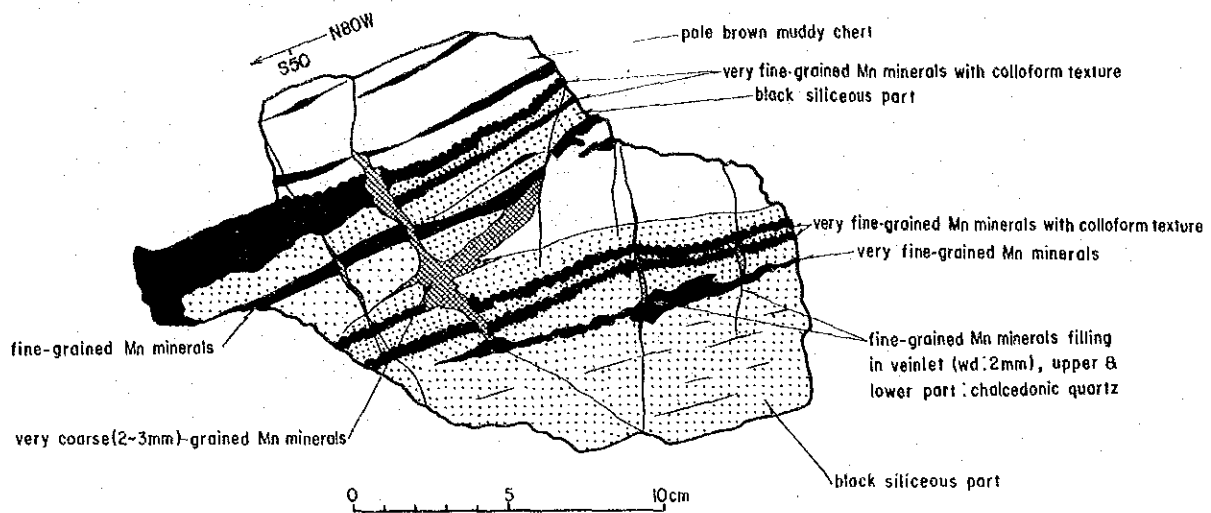 N80W
S50
pale brown muddy chert
very fine-grained Mn minerals with colloform texture
black siliceous part
very fine-grained Mn minerals with colloform texture
very fine-grained Mn minerals
fine-grained Mn minerals
fine-grained Mn minerals filling
in veinlet (wd:2mm), upper &
lower part : chalcedonic quartz
very coarse(2~3mm)-grained Mn minerals
black siliceous part
0 5 10cm